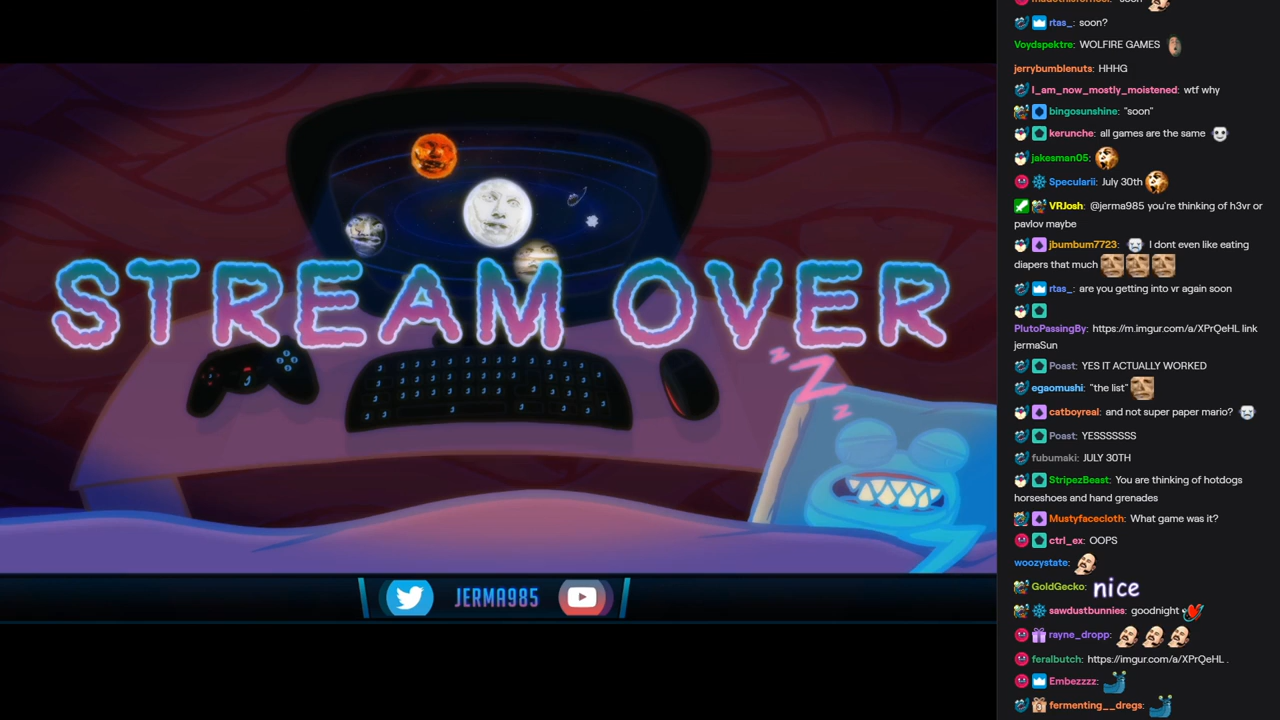 STREAM OVER
z z Z z
JERMA985
rtas_: soon?
Voydspektre: WOLFIRE GAMES
jerrybumblenuts: HHHG
I_am_now_mostly_moistened: wtf why
bingosunshine: "soon"
kerunche: all games are the same
jakesman05:
Specularii: July 30th
VRJosh: @jerma985 you're thinking of h3vr or
pavlov maybe
jbumbum7723: I dont even like eating
diapers that much
rtas_: are you getting into vr again soon
PlutoPassingBy: https://m.imgur.com/a/XPrQeHL link
jermaSun
Poast: YES IT ACTUALLY WORKED
egaomushi: "the list"
catboyreal: and not super paper mario?
Poast: YESSSSSSS
fubumaki: JULY 30TH
StripezBeast: You are thinking of hotdogs
horseshoes and hand grenades
Mustyfacecloth: What game was it?
ctrl_ex: OOPS
woozystate:
GoldGecko: nice
sawdustbunnies: goodnight
rayne_dropp:
feralbutch: https://imgur.com/a/XPrQeHL .
Embezzzz:
fermenting__dregs: